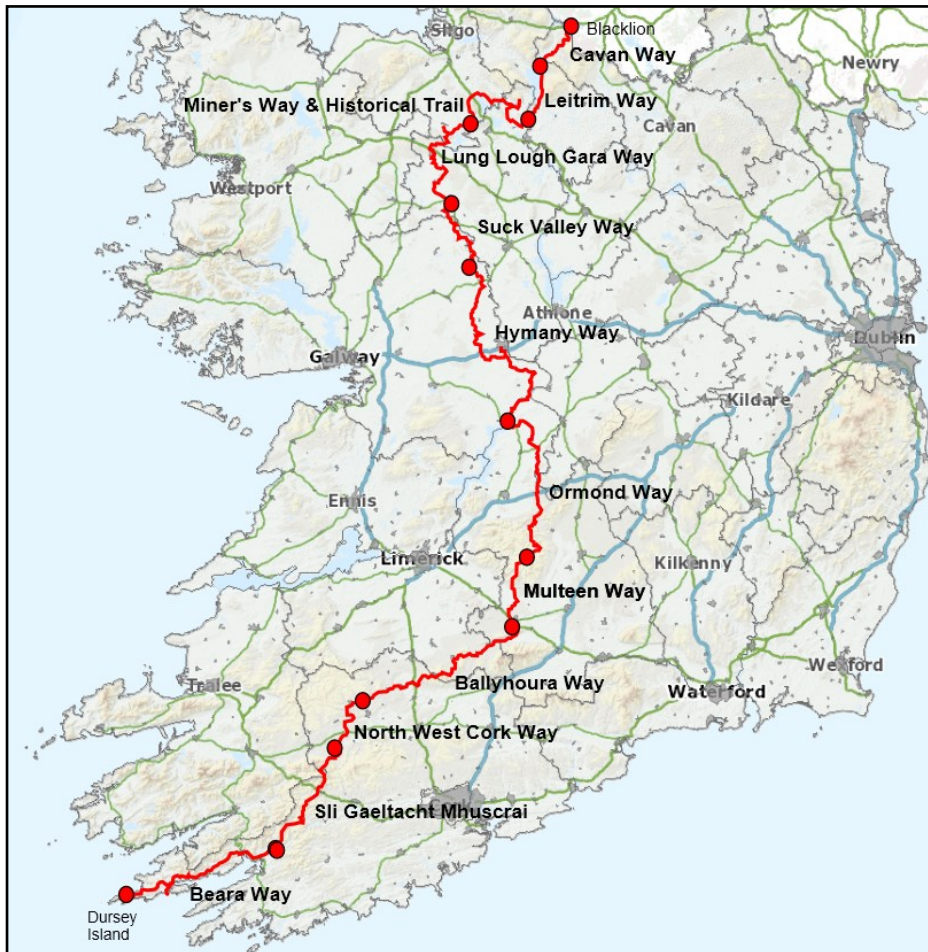 Sligo
Blacklion
Cavan Way
Newry
Miner's Way & Historical Trail
Leitrim Way
Cavan
Lung Lough Gara Way
Westport
Suck Valley Way
Athlone
Hymany Way
Dublin
Galway
Kildare
Ormond Way
Ennis
Limerick
Kilkenny
Multeen Way
Wexford
Tralee
Ballyhoura Way
Waterford
North West Cork Way
Sli Gaeltacht Mhuscrai
Beara Way
Dursey
Island